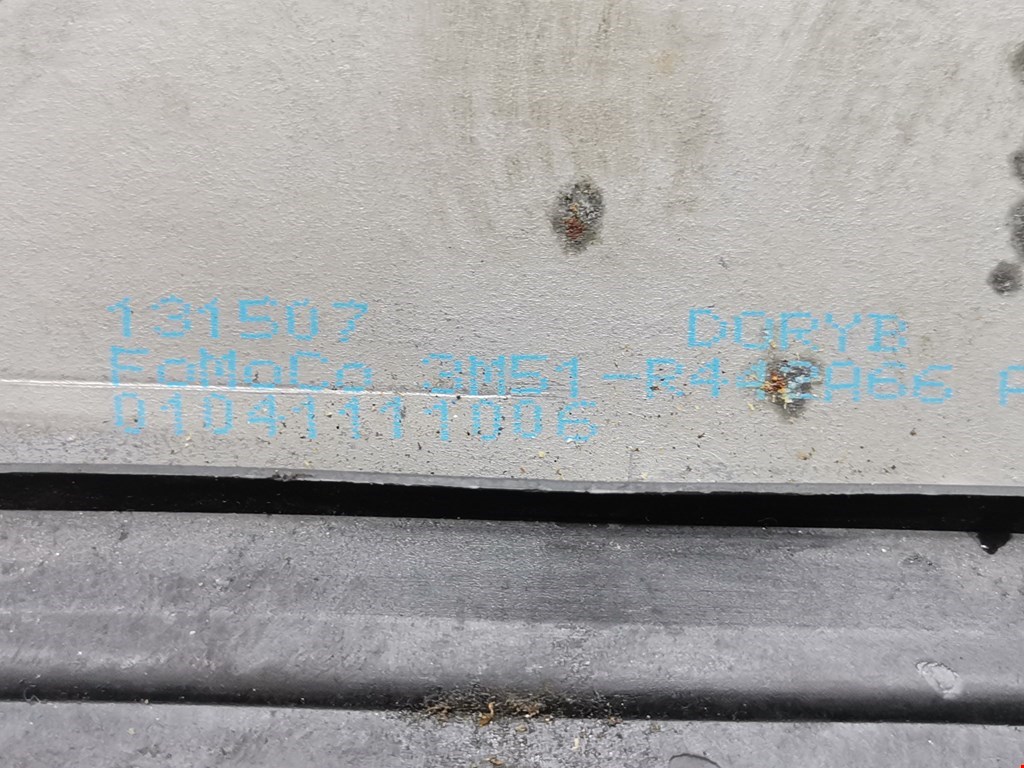 131507 DORYB
FoMoCo 3M51-R442A66 A
01041111006